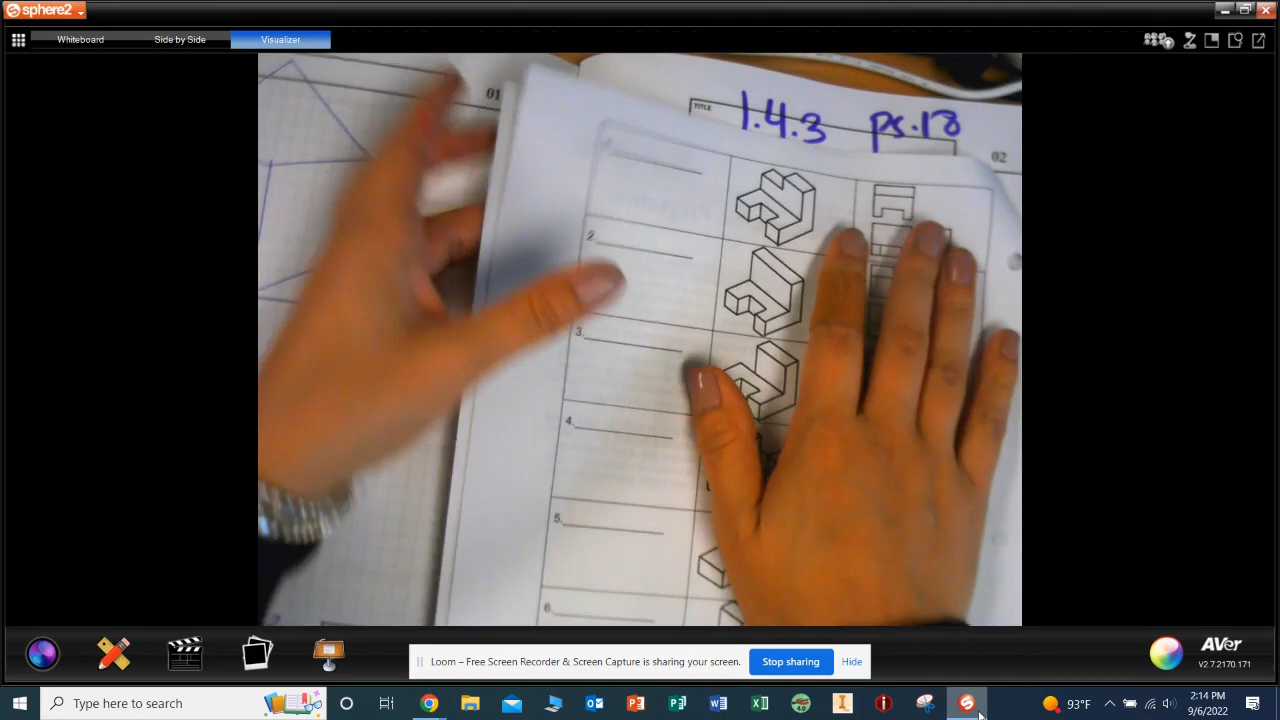 sphere2
Whiteboard
Side by Side
Visualizer
01
TITLE
1.4.3 pg.18
02
2.
3.
4.
5.
6.
Loom – Free Screen Recorder & Screen Capture is sharing your screen.
Stop sharing
Hide
AVer
v2.7.2170.171
Type here to search
4.0
93°F
2:14 PM
9/6/2022